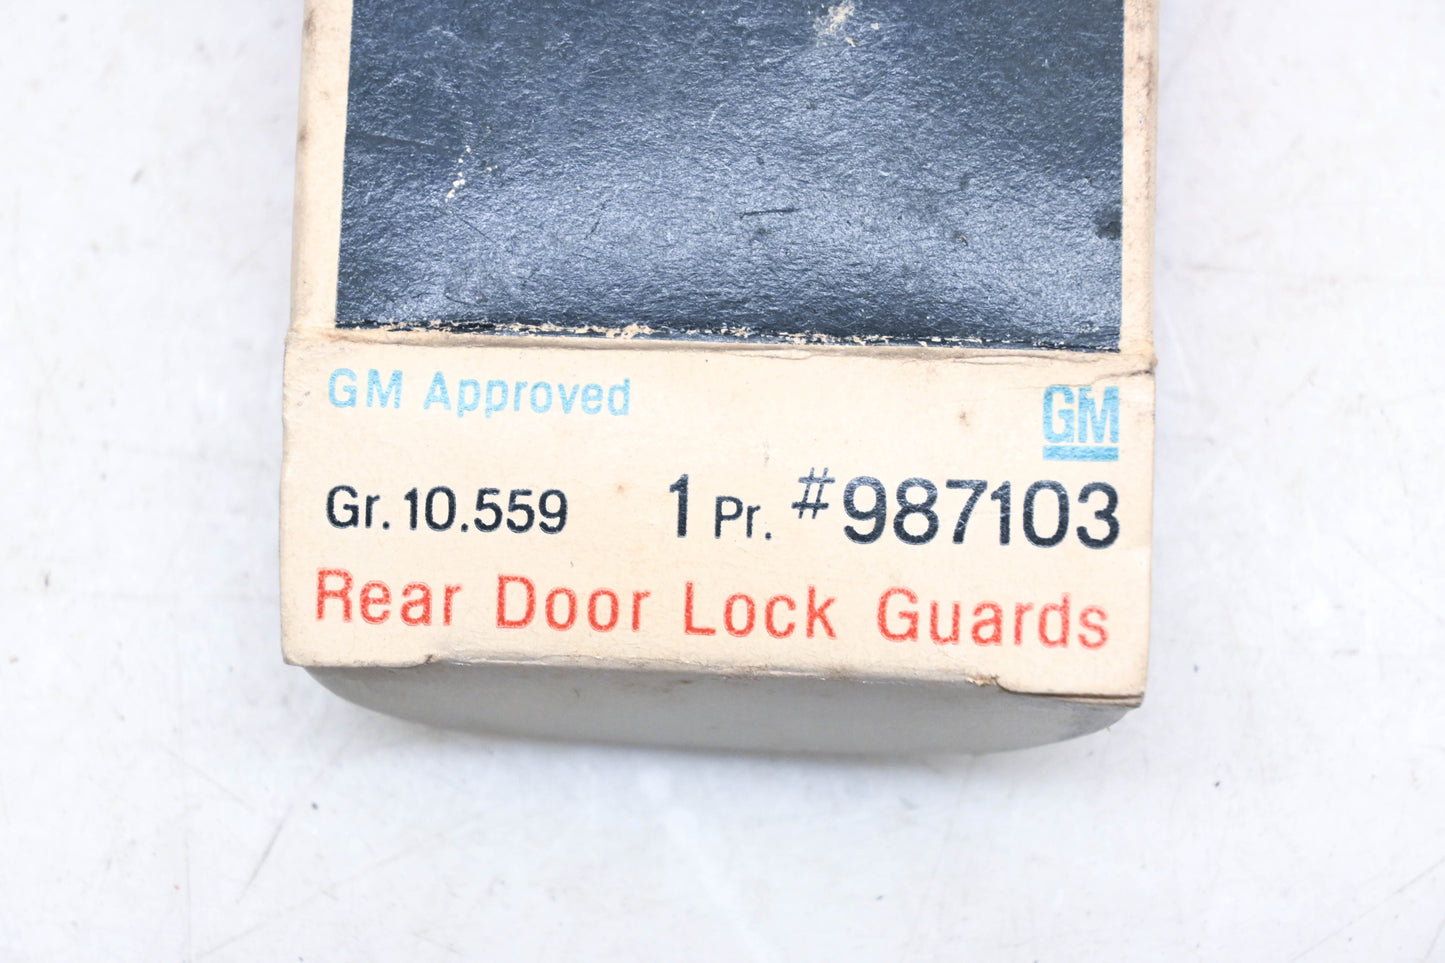 GM Approved
GM
Gr. 10.559 1 Pr. #987103
Rear Door Lock Guards